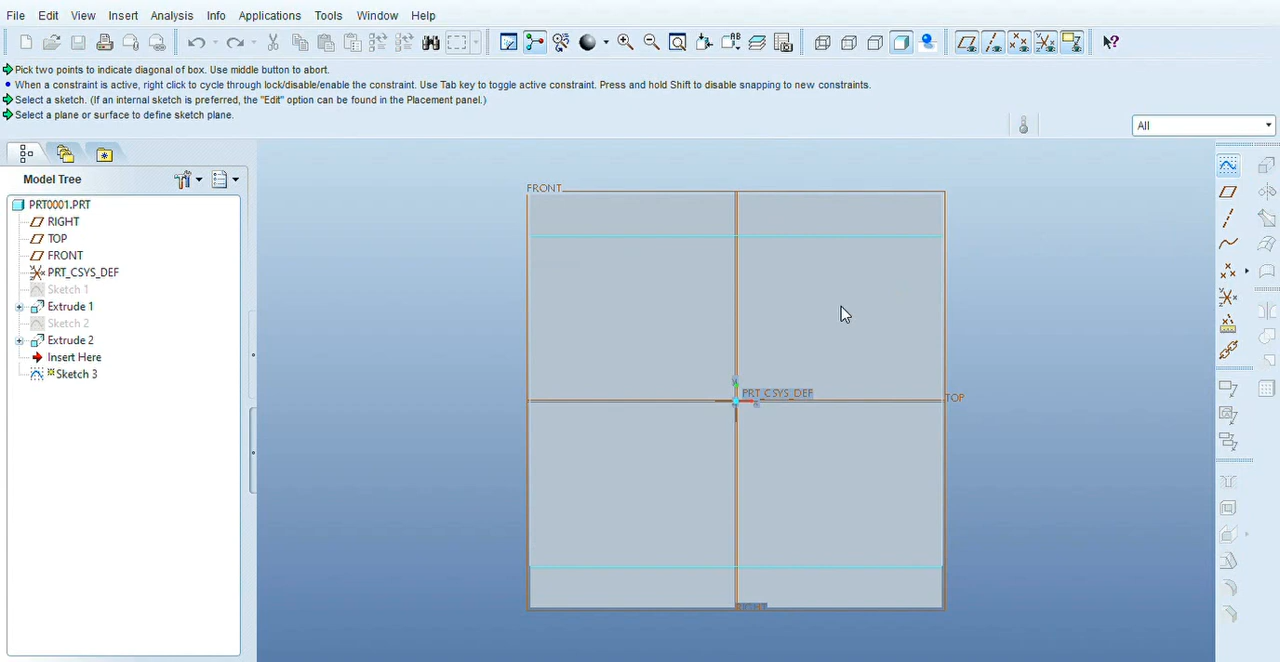 File Edit View Insert Analysis Info Applications Tools Window Help
Pick two points to indicate diagonal of box. Use middle button to abort.
When a constraint is active, right click to cycle through lock/disable/enable the constraint. Use Tab key to toggle active constraint. Press and hold Shift to disable snapping to new constraints.
Select a sketch. (If an internal sketch is preferred, the "Edit" option can be found in the Placement panel.)
Select a plane or surface to define sketch plane.
All
Model Tree
PRT0001.PRT
RIGHT
TOP
FRONT
PRT_CSYS_DEF
Sketch 1
Extrude 1
Sketch 2
Extrude 2
Insert Here
Sketch 3
FRONT
PRT_CSYS_DEF
TOP
RIGHT